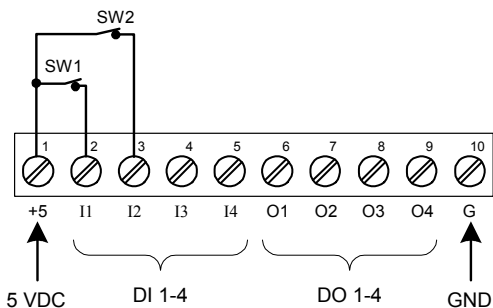 SW2
SW1
1 2 3 4 5 6 7 8 9 10
+5 I1 I2 I3 I4 O1 O2 O3 O4 G
5 VDC DI 1-4 DO 1-4 GND